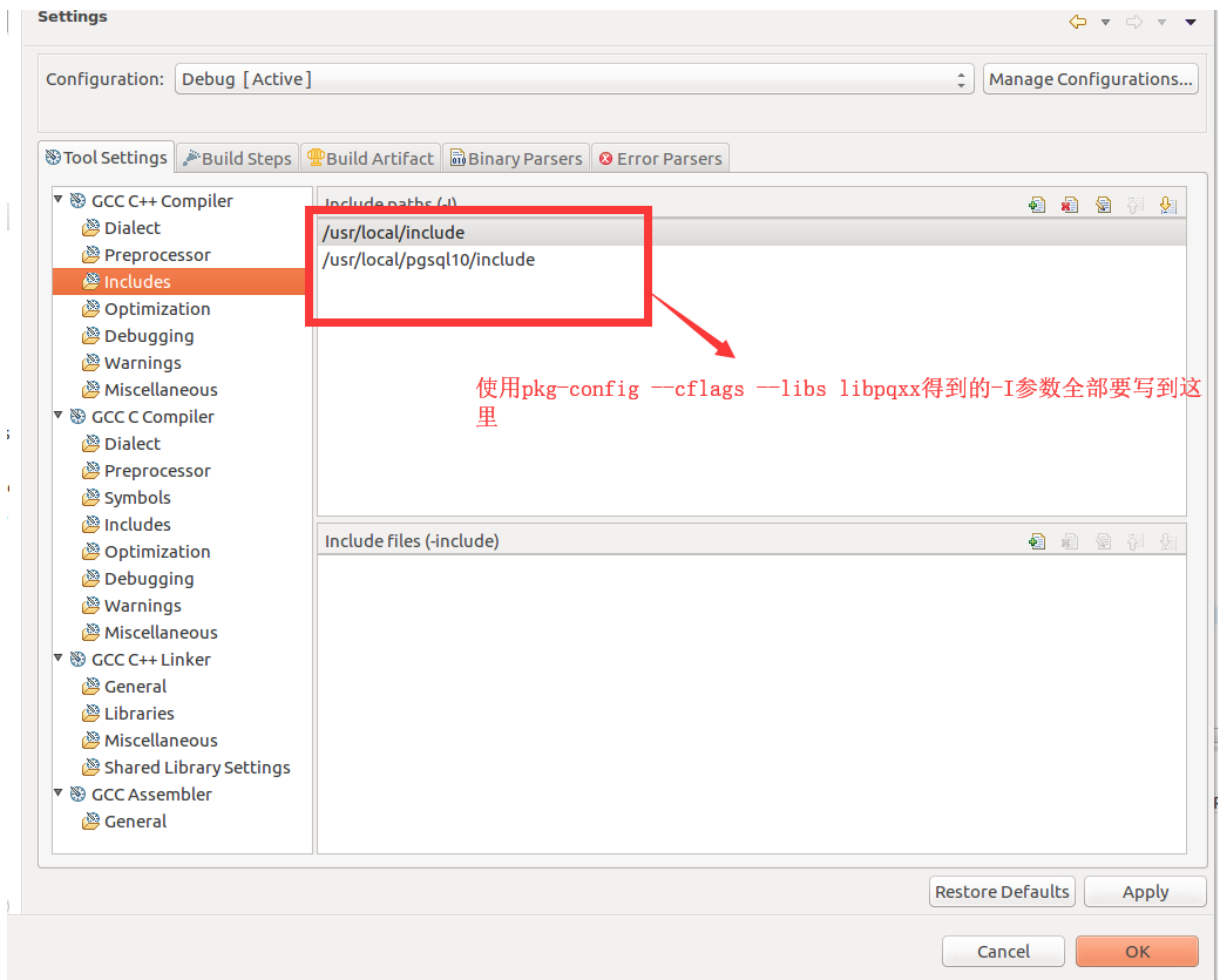 Settings
Configuration: Debug [Active] Manage Configurations...
Tool Settings Build Steps Build Artifact Binary Parsers Error Parsers
GCC C++ Compiler
Dialect
Preprocessor
Includes
Optimization
Debugging
Warnings
Miscellaneous
GCC C Compiler
Dialect
Preprocessor
Symbols
Includes
Optimization
Debugging
Warnings
Miscellaneous
GCC C++ Linker
General
Libraries
Miscellaneous
Shared Library Settings
GCC Assembler
General
Include paths (-I)
/usr/local/include
/usr/local/pgsql10/include
使用pkg-config --cflags --libs libpqxx得到的-I参数全部要写到这
里
Include files (-include)
Restore Defaults Apply
Cancel OK